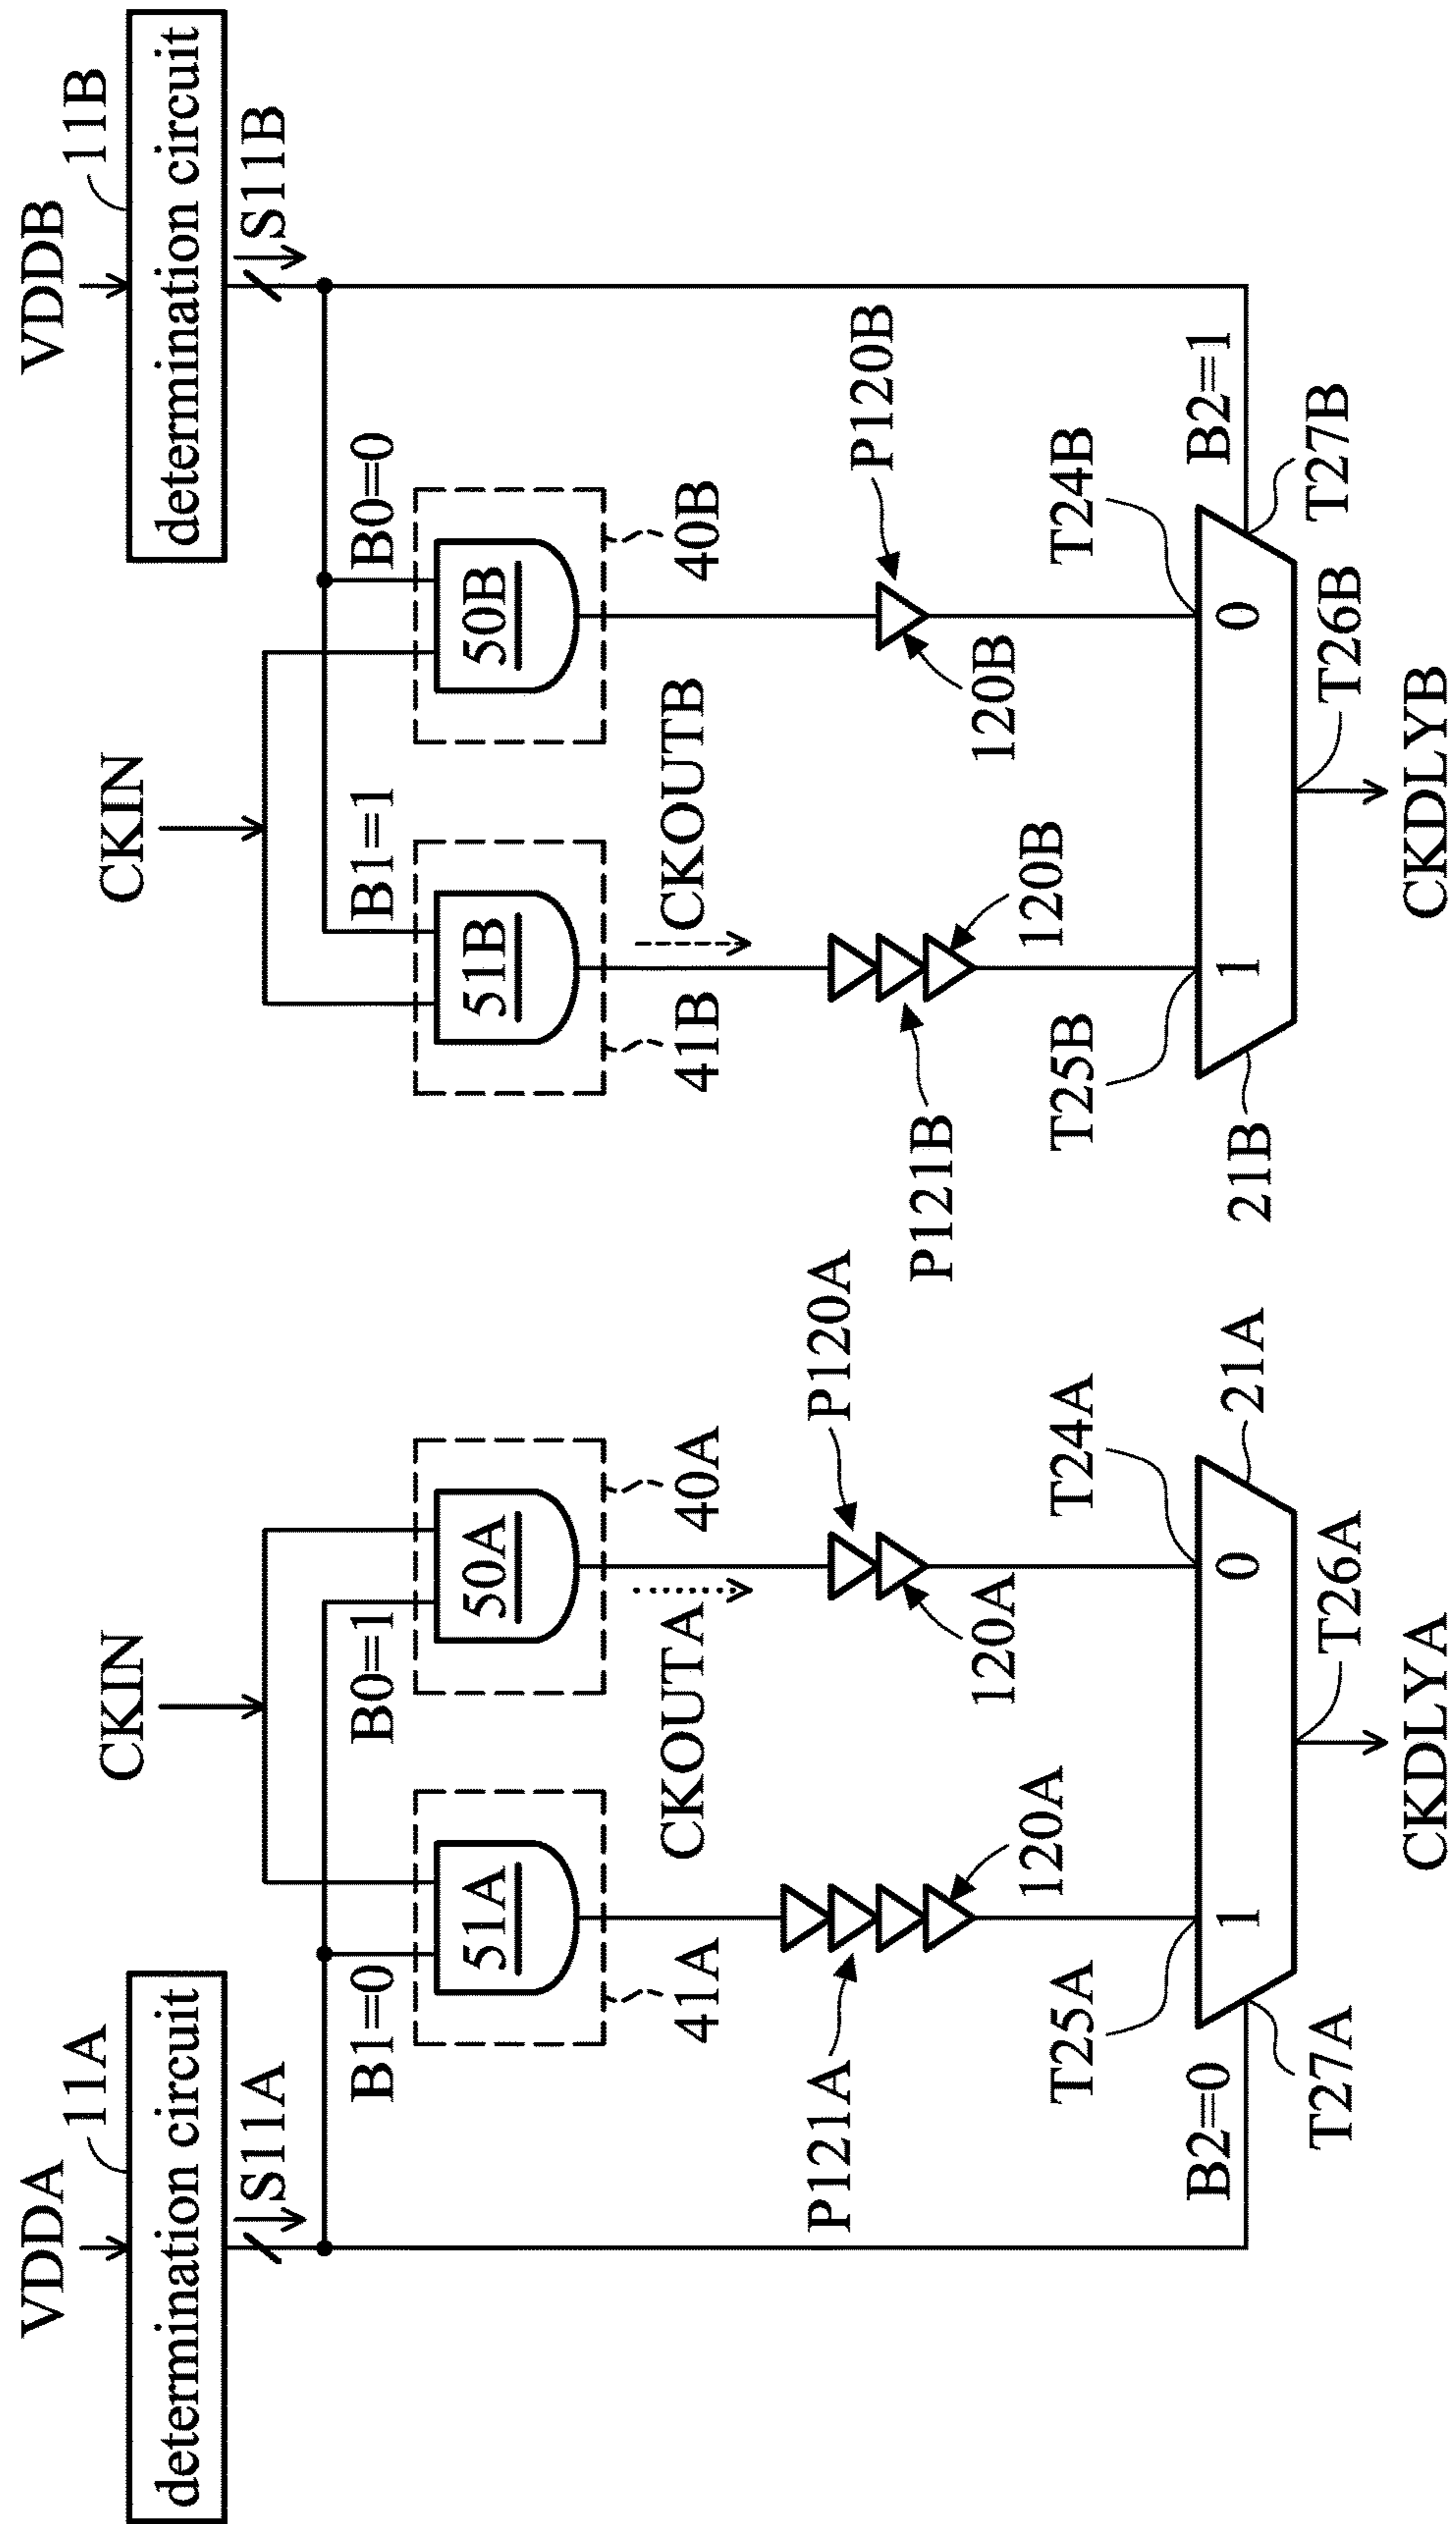 VDDA
11A
determination circuit
S11A
CKIN
B1=0
B0=1
51A
50A
41A
40A
CKOUTA
P121A
P120A
120A
120A
T25A
T24A
B2=0
1
0
21A
T27A
T26A
CKDLYA
VDDB
11B
determination circuit
S11B
CKIN
B1=1
B0=0
51B
50B
41B
40B
CKOUTB
P121B
P120B
120B
120B
T25B
T24B
B2=1
1
0
21B
T27B
T26B
CKDLYB